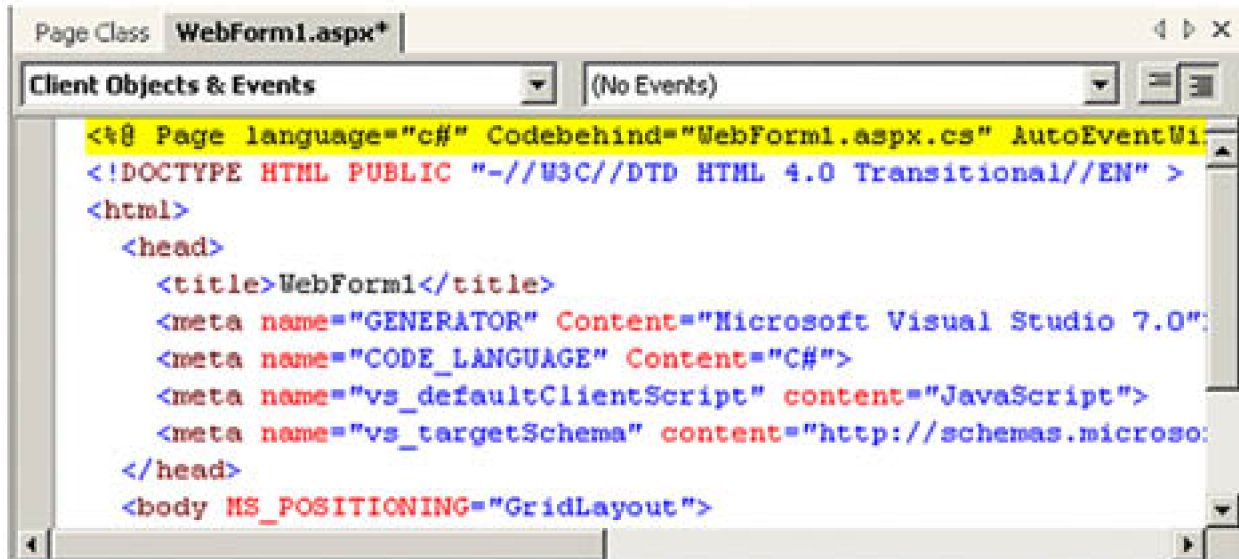 Page Class WebForm1.aspx*
Client Objects & Events (No Events)
<%@ Page language="c#" Codebehind="WebForm1.aspx.cs" AutoEventWi
<!DOCTYPE HTML PUBLIC "-//W3C//DTD HTML 4.0 Transitional//EN" >
<html>
<head>
<title>WebForm1</title>
<meta name="GENERATOR" Content="Microsoft Visual Studio 7.0"
<meta name="CODE_LANGUAGE" Content="C#">
<meta name="vs_defaultClientScript" content="JavaScript">
<meta name="vs_targetSchema" content="http://schemas.microso
</head>
<body MS_POSITIONING="GridLayout">